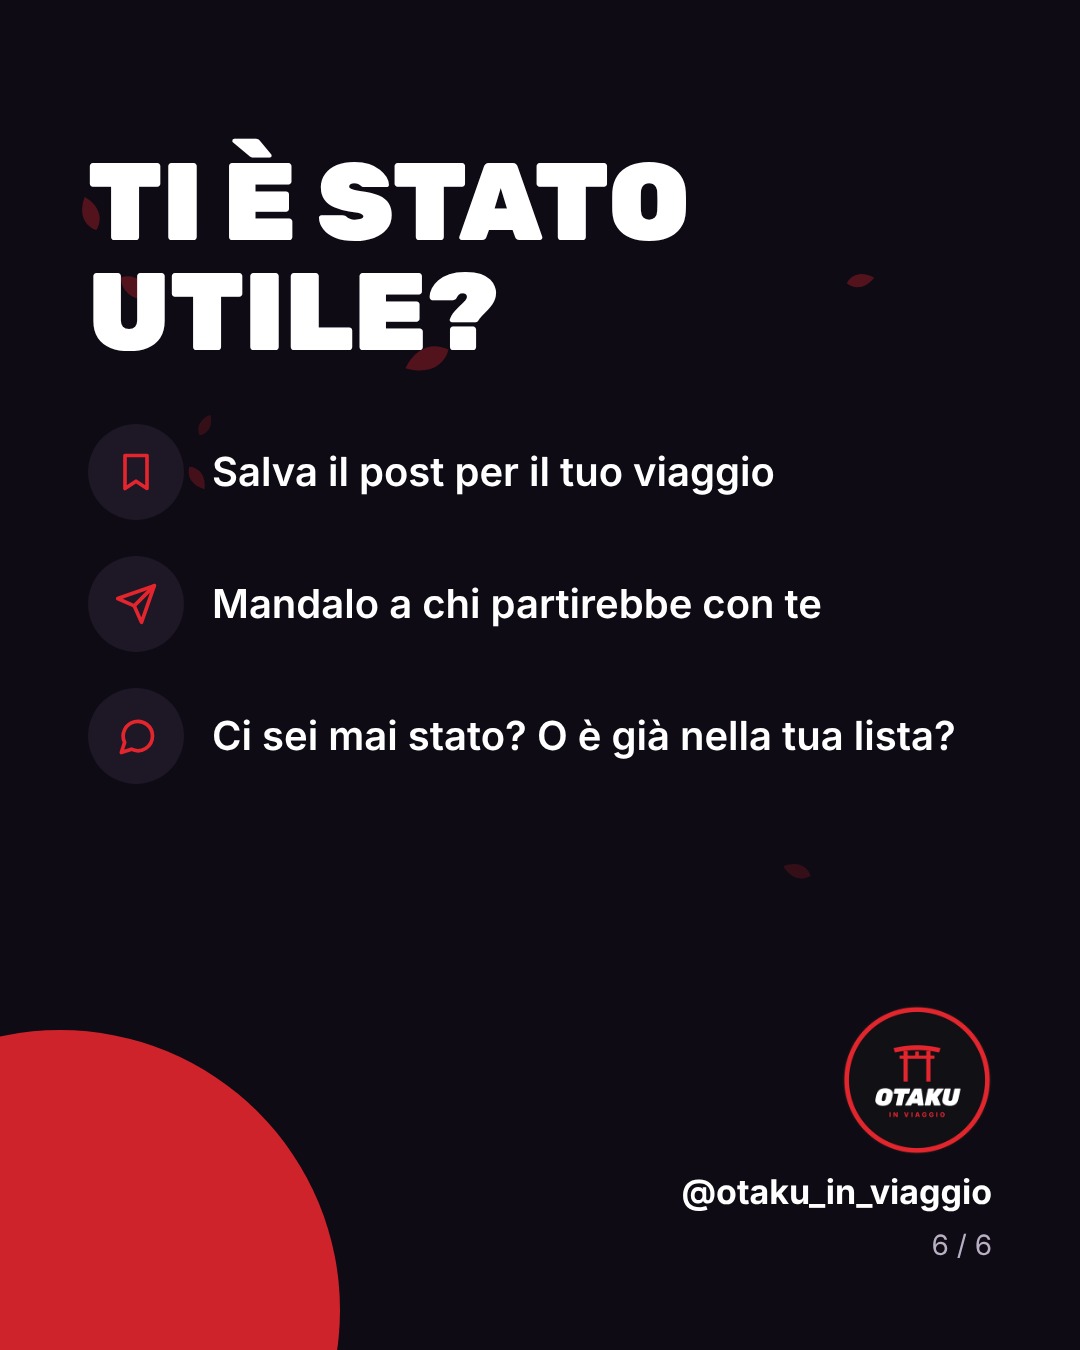 TI È STATO
UTILE?
Salva il post per il tuo viaggio
Mandalo a chi partirebbe con te
Ci sei mai stato? O è già nella tua lista?
OTAKU
IN VIAGGIO
@otaku_in_viaggio
6 / 6